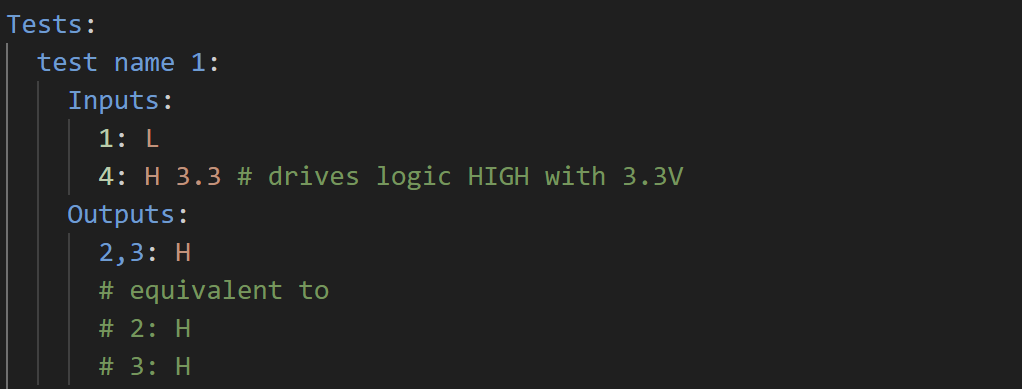 Tests:
  test name 1:
    Inputs:
      1: L
      4: H 3.3 # drives logic HIGH with 3.3V
    Outputs:
      2,3: H
      # equivalent to
      # 2: H
      # 3: H